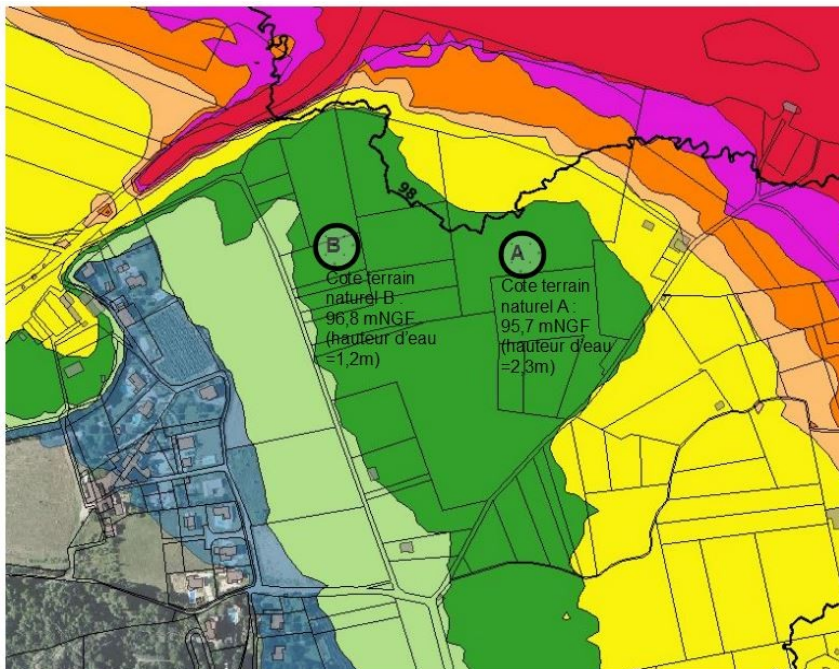 98
B
A
Cote terrain
naturel B :
96,8 mNGF
(hauteur d'eau
=1,2m)
Cote terrain
naturel A :
95,7 mNGF
(hauteur d'eau
=2,3m)